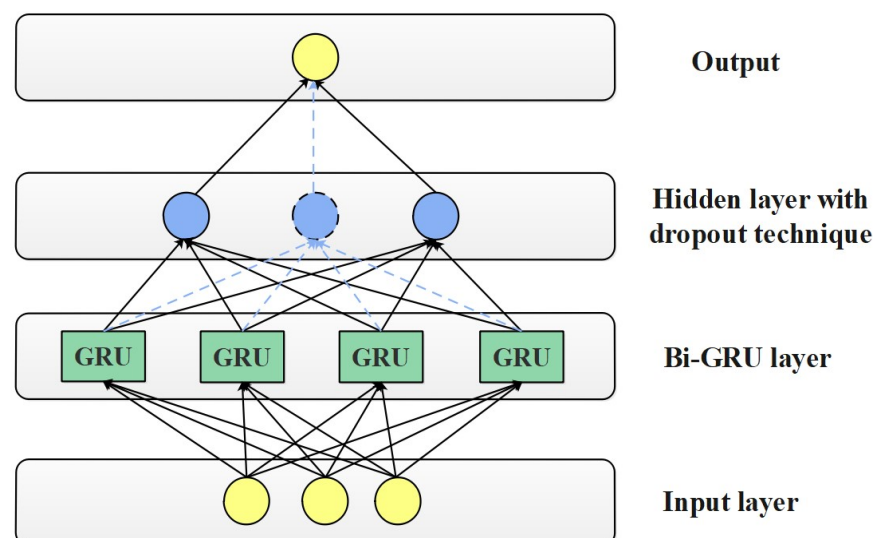 Output
Hidden layer with
dropout technique
GRU GRU GRU GRU
Bi-GRU layer
Input layer